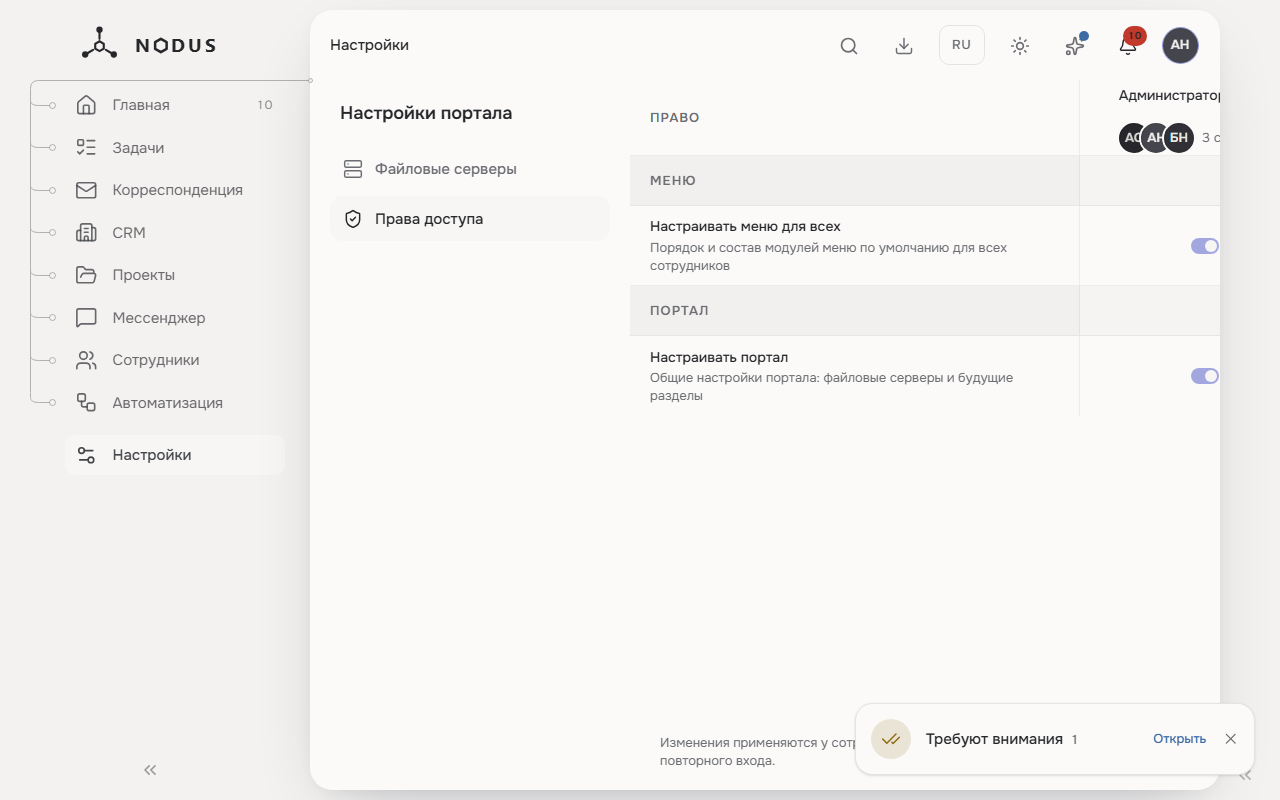 NODUS
Главная 10
Задачи
Корреспонденция
CRM
Проекты
Мессенджер
Сотрудники
Автоматизация
Настройки
Настройки
RU
10
АН
Настройки портала
Файловые серверы
Права доступа
ПРАВО
Администратор
АН
БН
3 с
МЕНЮ
Настраивать меню для всех
Порядок и состав модулей меню по умолчанию для всех
сотрудников
ПОРТАЛ
Настраивать портал
Общие настройки портала: файловые серверы и будущие
разделы
Изменения применяются у сотр
повторного входа.
Требуют внимания 1
Открыть